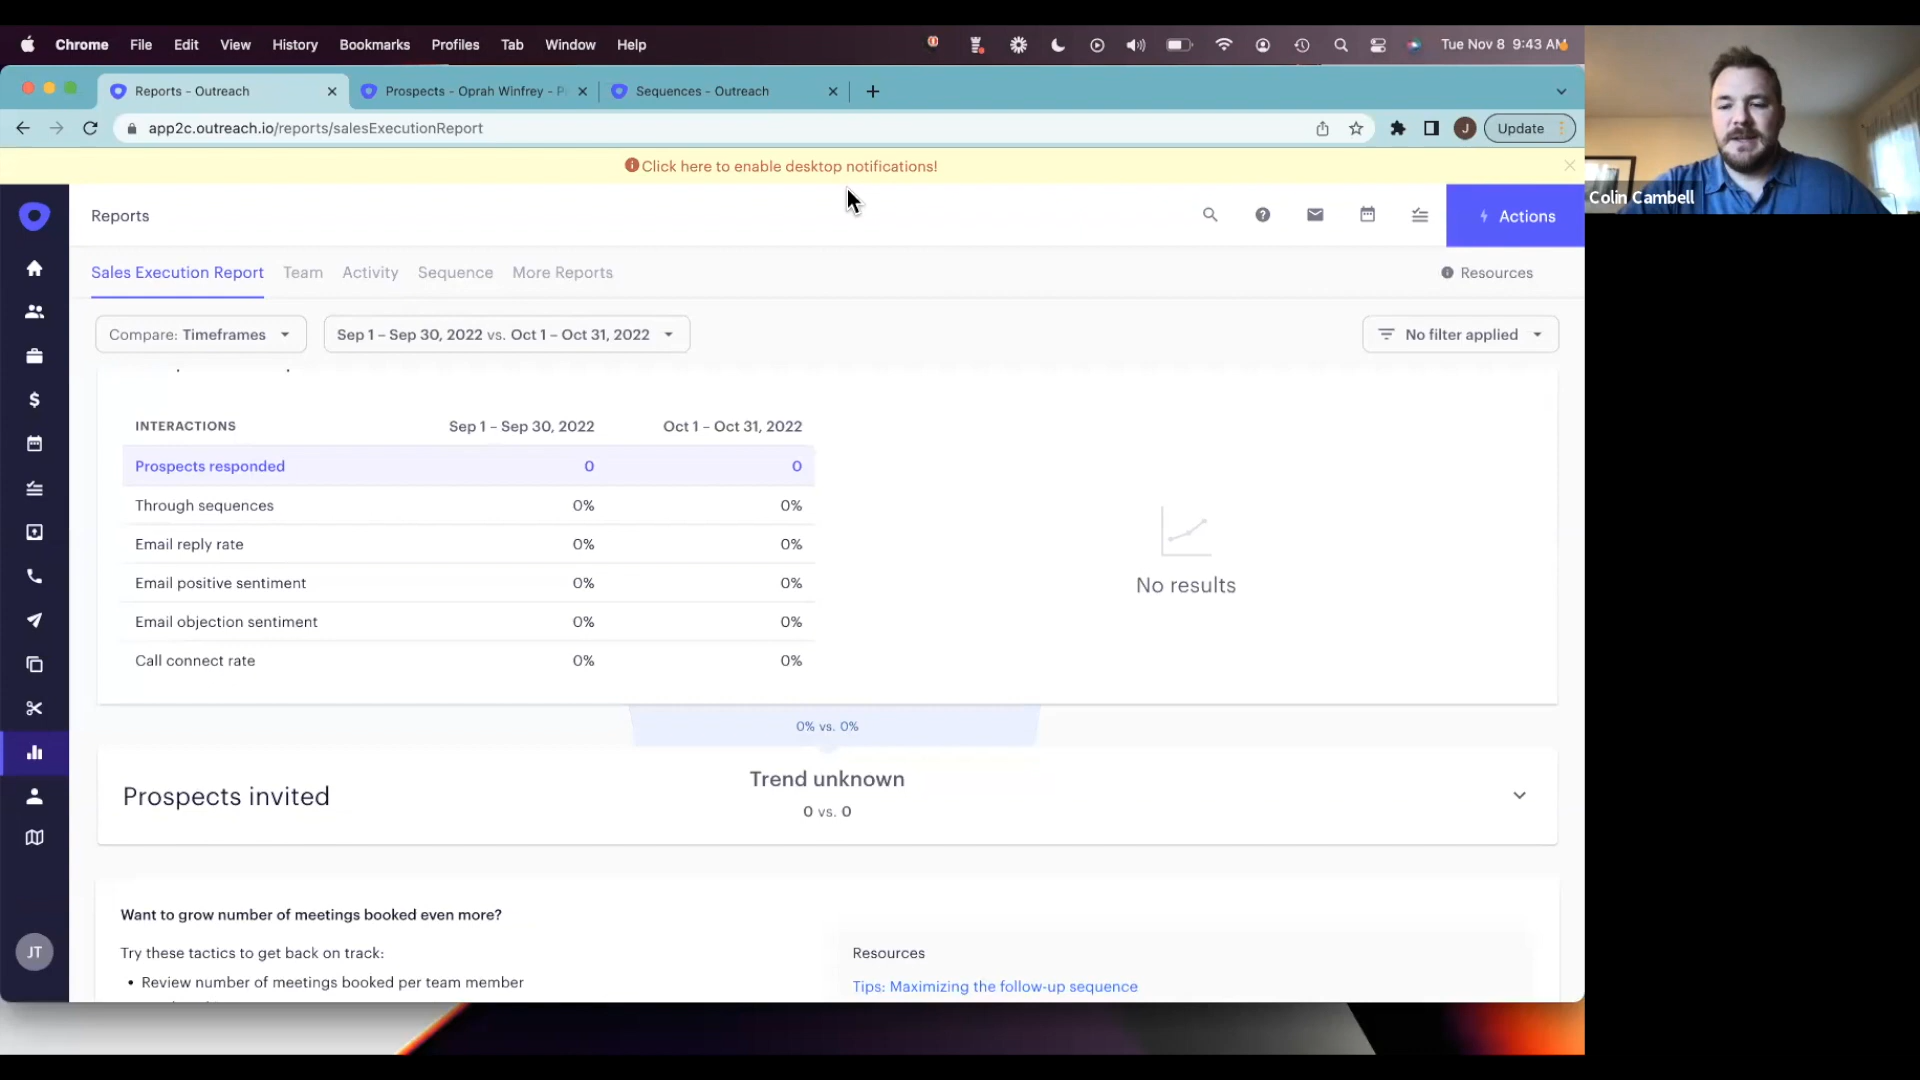 Chrome File Edit View History Bookmarks Profiles Tab Window Help Tue Nov 8 9:43 AM
Reports - Outreach Prospects - Oprah Winfrey - P Sequences - Outreach
app2c.outreach.io/reports/salesExecutionReport J Update
Click here to enable desktop notifications!
Colin Cambell
Reports Actions
Sales Execution Report Team Activity Sequence More Reports Resources
Compare: Timeframes Sep 1 – Sep 30, 2022 vs. Oct 1 – Oct 31, 2022 No filter applied
INTERACTIONS Sep 1 – Sep 30, 2022 Oct 1 – Oct 31, 2022
Prospects responded 0 0
Through sequences 0% 0%
Email reply rate 0% 0%
Email positive sentiment 0% 0%
Email objection sentiment 0% 0%
Call connect rate 0% 0%
No results
0% vs. 0%
Prospects invited
Trend unknown
0 vs. 0
Want to grow number of meetings booked even more?
Try these tactics to get back on track:
• Review number of meetings booked per team member
Resources
Tips: Maximizing the follow-up sequence
JT